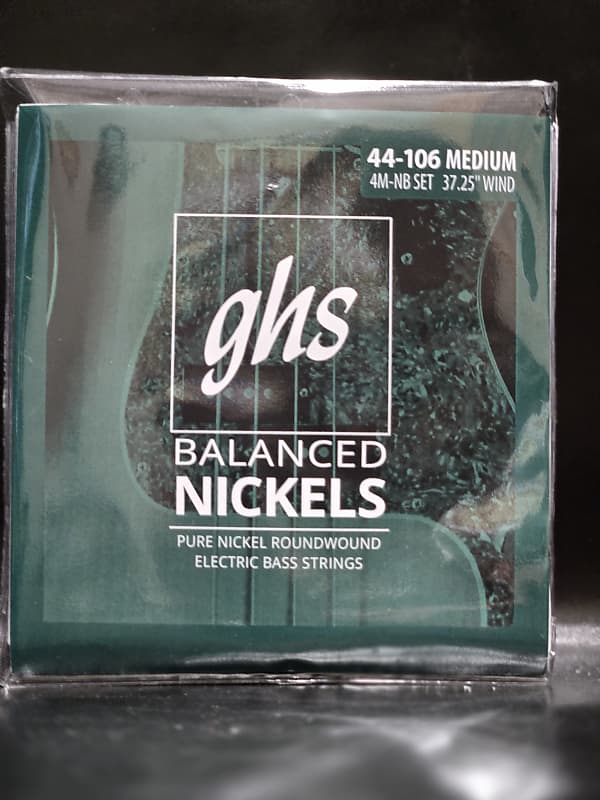 44-106 MEDIUM
4M-NB SET 37.25" WIND
ghs
BALANCED
NICKELS
PURE NICKEL ROUNDWOUND
ELECTRIC BASS STRINGS